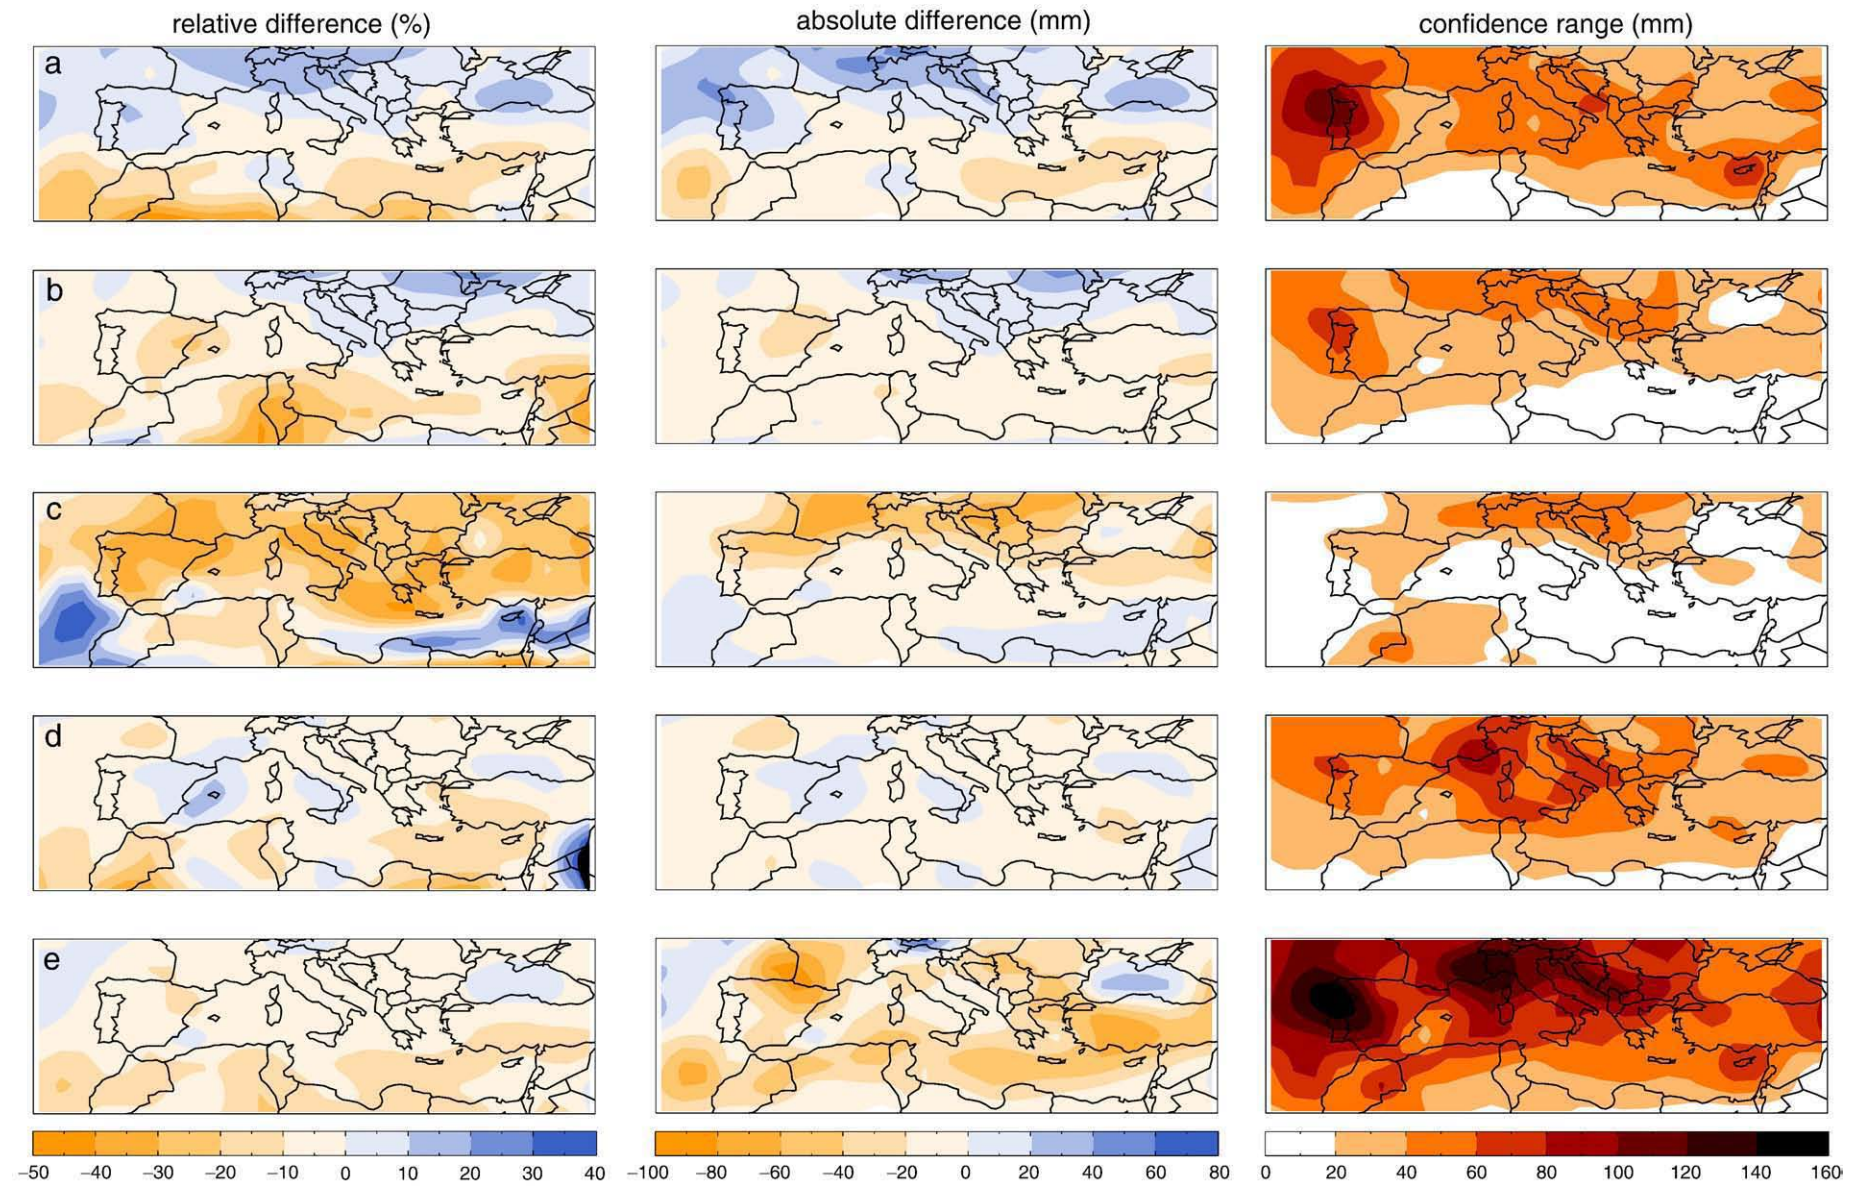 relative difference (%) absolute difference (mm) confidence range (mm)
a
b
c
d
e
−50 −40 −30 −20 −10 0 10 20 30 40 −100 −80 −60 −40 −20 0 20 40 60 80 0 20 40 60 80 100 120 140 160